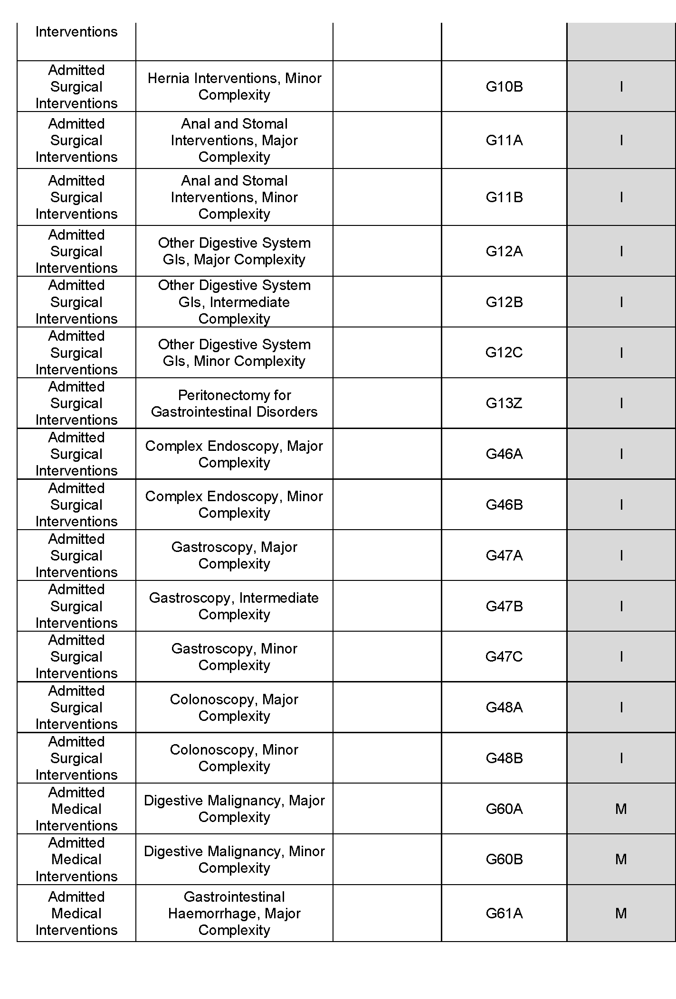 Interventions
Admitted
Surgical
Interventions
Hernia Interventions, Minor
Complexity
G10B
I
Admitted
Surgical
Interventions
Anal and Stomal
Interventions, Major
Complexity
G11A
I
Admitted
Surgical
Interventions
Anal and Stomal
Interventions, Minor
Complexity
G11B
I
Admitted
Surgical
Interventions
Other Digestive System
GIs, Major Complexity
G12A
I
Admitted
Surgical
Interventions
Other Digestive System
GIs, Intermediate
Complexity
G12B
I
Admitted
Surgical
Interventions
Other Digestive System
GIs, Minor Complexity
G12C
I
Admitted
Surgical
Interventions
Peritonectomy for
Gastrointestinal Disorders
G13Z
I
Admitted
Surgical
Interventions
Complex Endoscopy, Major
Complexity
G46A
I
Admitted
Surgical
Interventions
Complex Endoscopy, Minor
Complexity
G46B
I
Admitted
Surgical
Interventions
Gastroscopy, Major
Complexity
G47A
I
Admitted
Surgical
Interventions
Gastroscopy, Intermediate
Complexity
G47B
I
Admitted
Surgical
Interventions
Gastroscopy, Minor
Complexity
G47C
I
Admitted
Surgical
Interventions
Colonoscopy, Major
Complexity
G48A
I
Admitted
Surgical
Interventions
Colonoscopy, Minor
Complexity
G48B
I
Admitted
Medical
Interventions
Digestive Malignancy, Major
Complexity
G60A
M
Admitted
Medical
Interventions
Digestive Malignancy, Minor
Complexity
G60B
M
Admitted
Medical
Interventions
Gastrointestinal
Haemorrhage, Major
Complexity
G61A
M